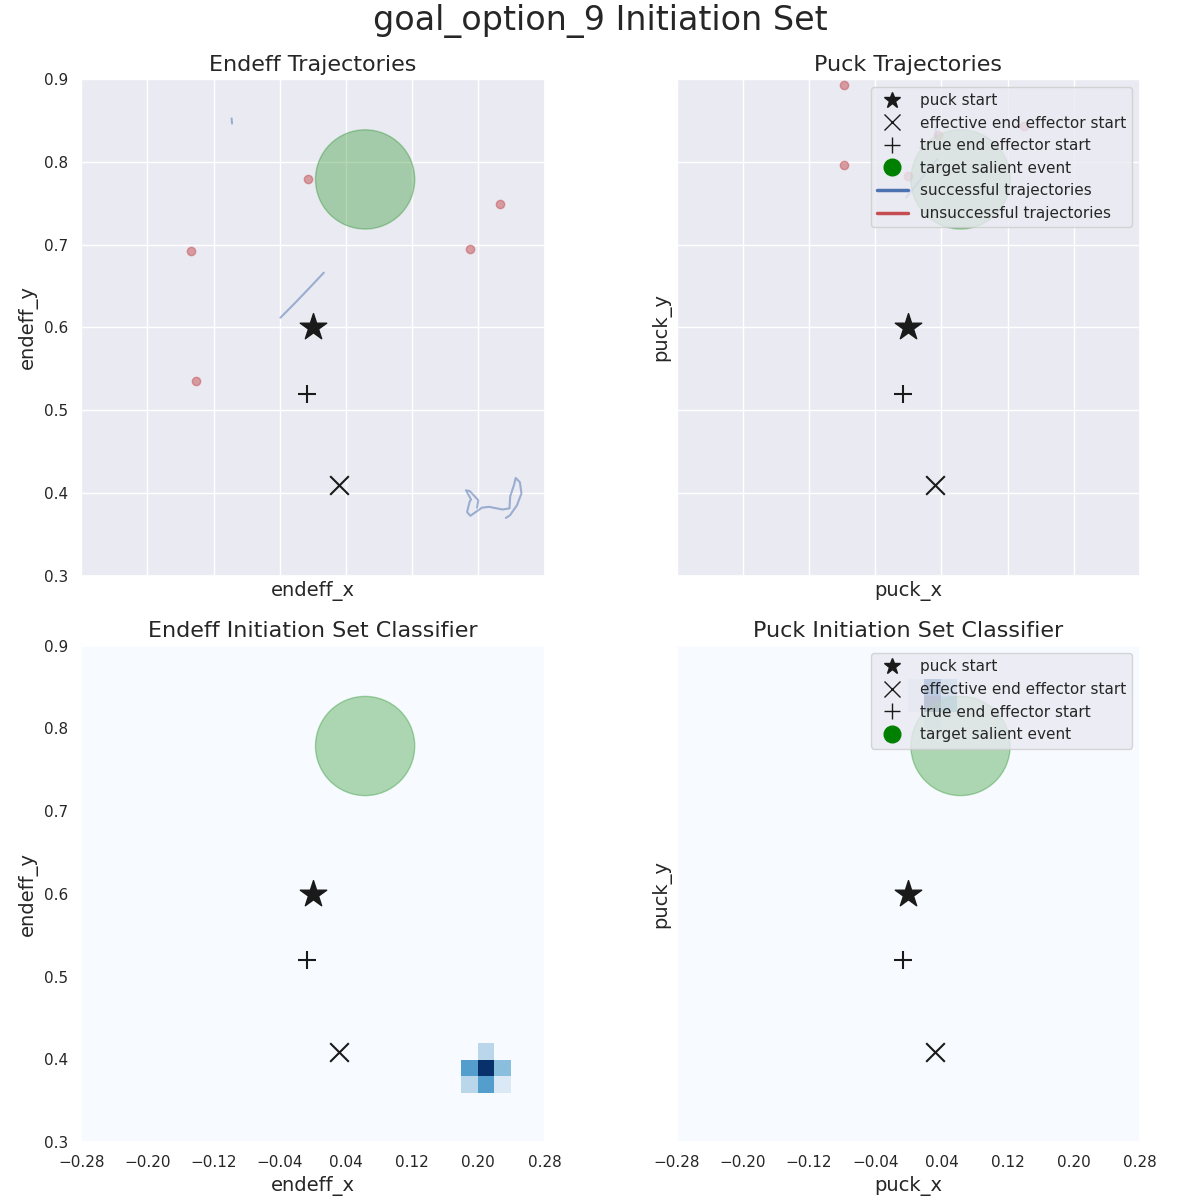 goal_option_9 Initiation Set
Endeff Trajectories
Puck Trajectories
0.9
0.8
0.7
0.6
0.5
0.4
0.3
endeff_y
endeff_x
puck start
effective end effector start
true end effector start
target salient event
successful trajectories
unsuccessful trajectories
puck_y
puck_x
Endeff Initiation Set Classifier
Puck Initiation Set Classifier
0.9
0.8
0.7
0.6
0.5
0.4
0.3
endeff_y
−0.28 −0.20 −0.12 −0.04 0.04 0.12 0.20 0.28
endeff_x
puck start
effective end effector start
true end effector start
target salient event
puck_y
−0.28 −0.20 −0.12 −0.04 0.04 0.12 0.20 0.28
puck_x